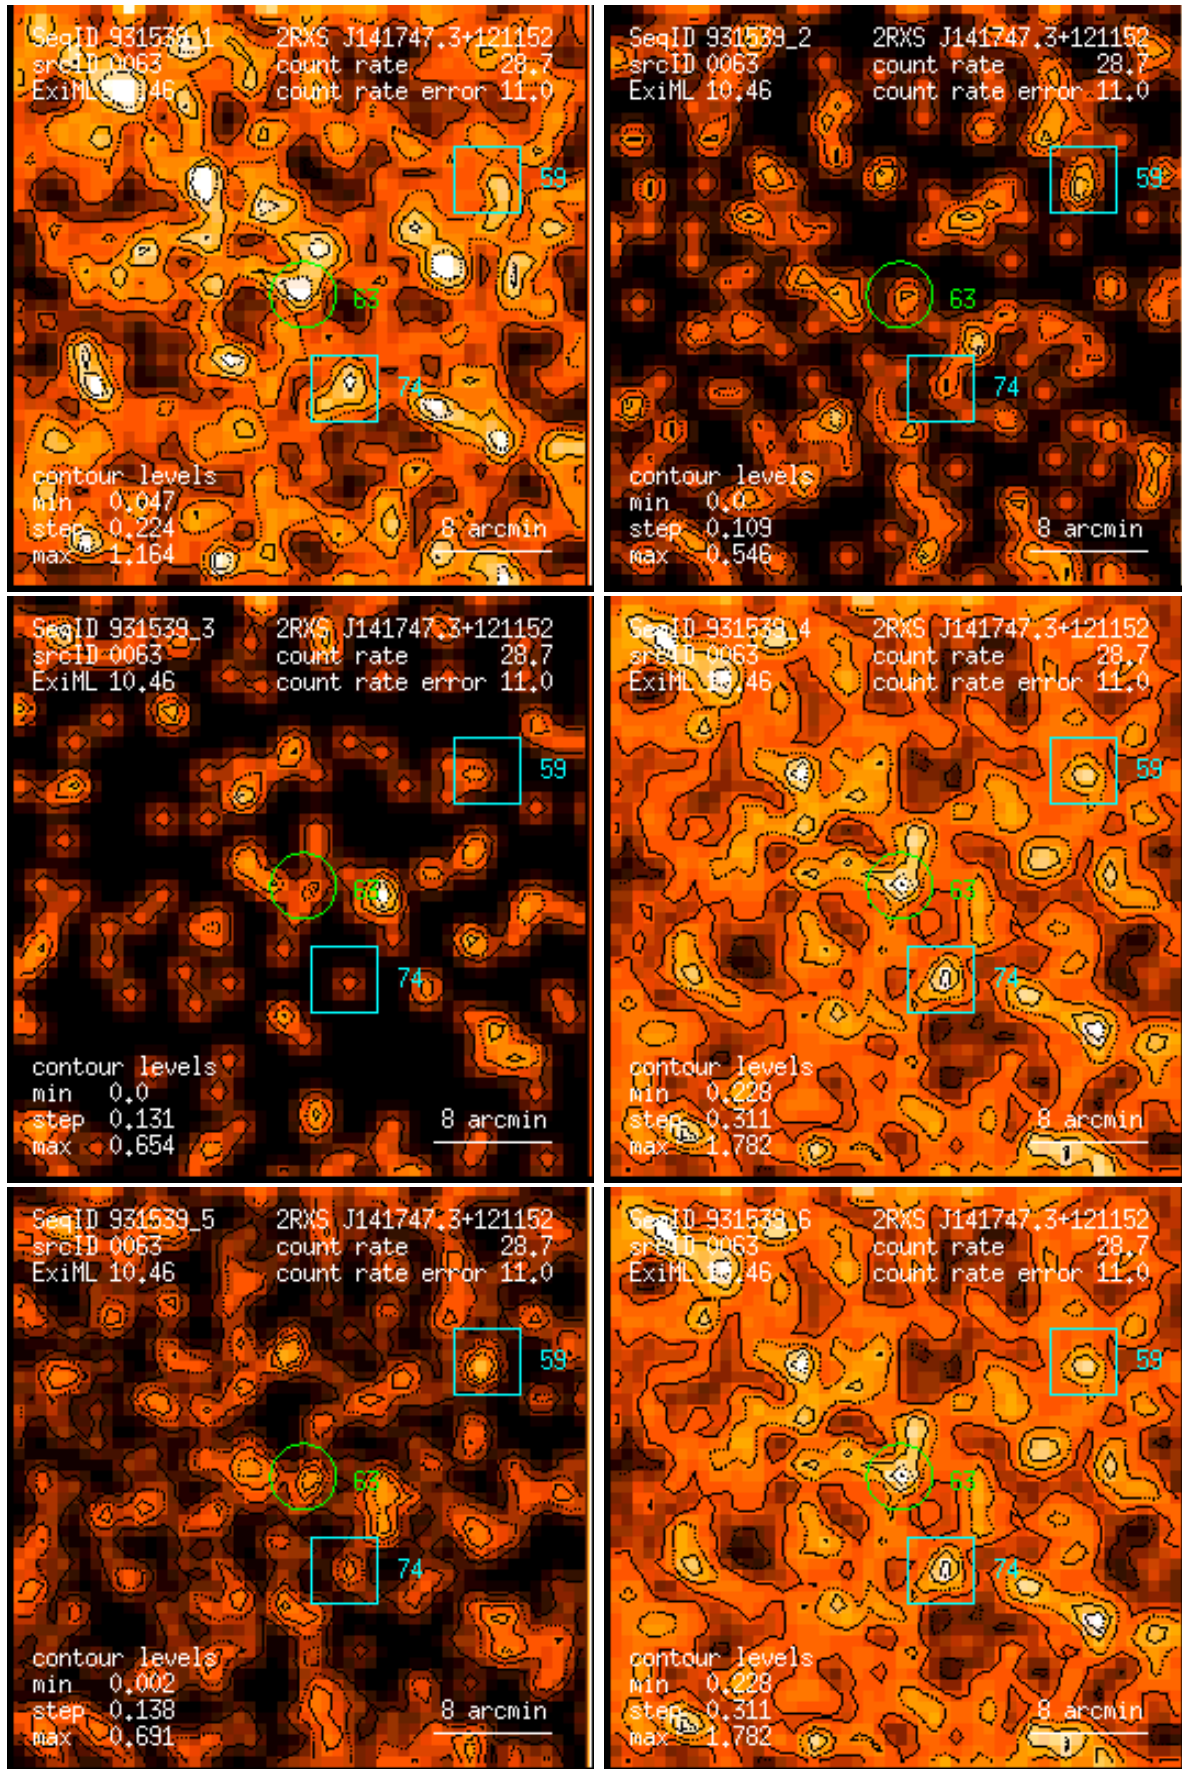 SeqID 931539_1 2RXS J141747.3+121152
srcID 0063 count rate 28.7
ExiML 10.46 count rate error 11.0
59
63
74
contour levels
min 0.047
step 0.224 8 arcmin
max 1.164
SeqID 931539_2 2RXS J141747.3+121152
srcID 0063 count rate 28.7
ExiML 10.46 count rate error 11.0
59
63
74
contour levels
min 0.0
step 0.109 8 arcmin
max 0.546
SeqID 931539_3 2RXS J141747.3+121152
srcID 0063 count rate 28.7
ExiML 10.46 count rate error 11.0
59
63
74
contour levels
min 0.0
step 0.131 8 arcmin
max 0.654
SeqID 931539_4 2RXS J141747.3+121152
srcID 0063 count rate 28.7
ExiML 10.46 count rate error 11.0
59
63
74
contour levels
min 0.228
step 0.311 8 arcmin
max 1.782
SeqID 931539_5 2RXS J141747.3+121152
srcID 0063 count rate 28.7
ExiML 10.46 count rate error 11.0
59
63
74
contour levels
min 0.002
step 0.138 8 arcmin
max 0.691
SeqID 931539_6 2RXS J141747.3+121152
srcID 0063 count rate 28.7
ExiML 10.46 count rate error 11.0
59
63
74
contour levels
min 0.228
step 0.311 8 arcmin
max 1.782